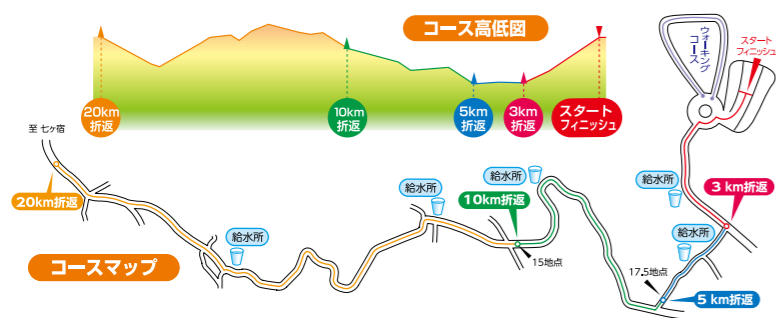 コース高低図
20km
折返
10km
折返
5km
折返
3km
折返
スタート
フィニッシュ
ウォーキング
コース
スタート
フィニッシュ
至 七ヶ宿
20km折返
給水所
給水所
給水所
10km折返
15地点
給水所
給水所
3 km折返
17.5地点
5 km折返
コースマップ